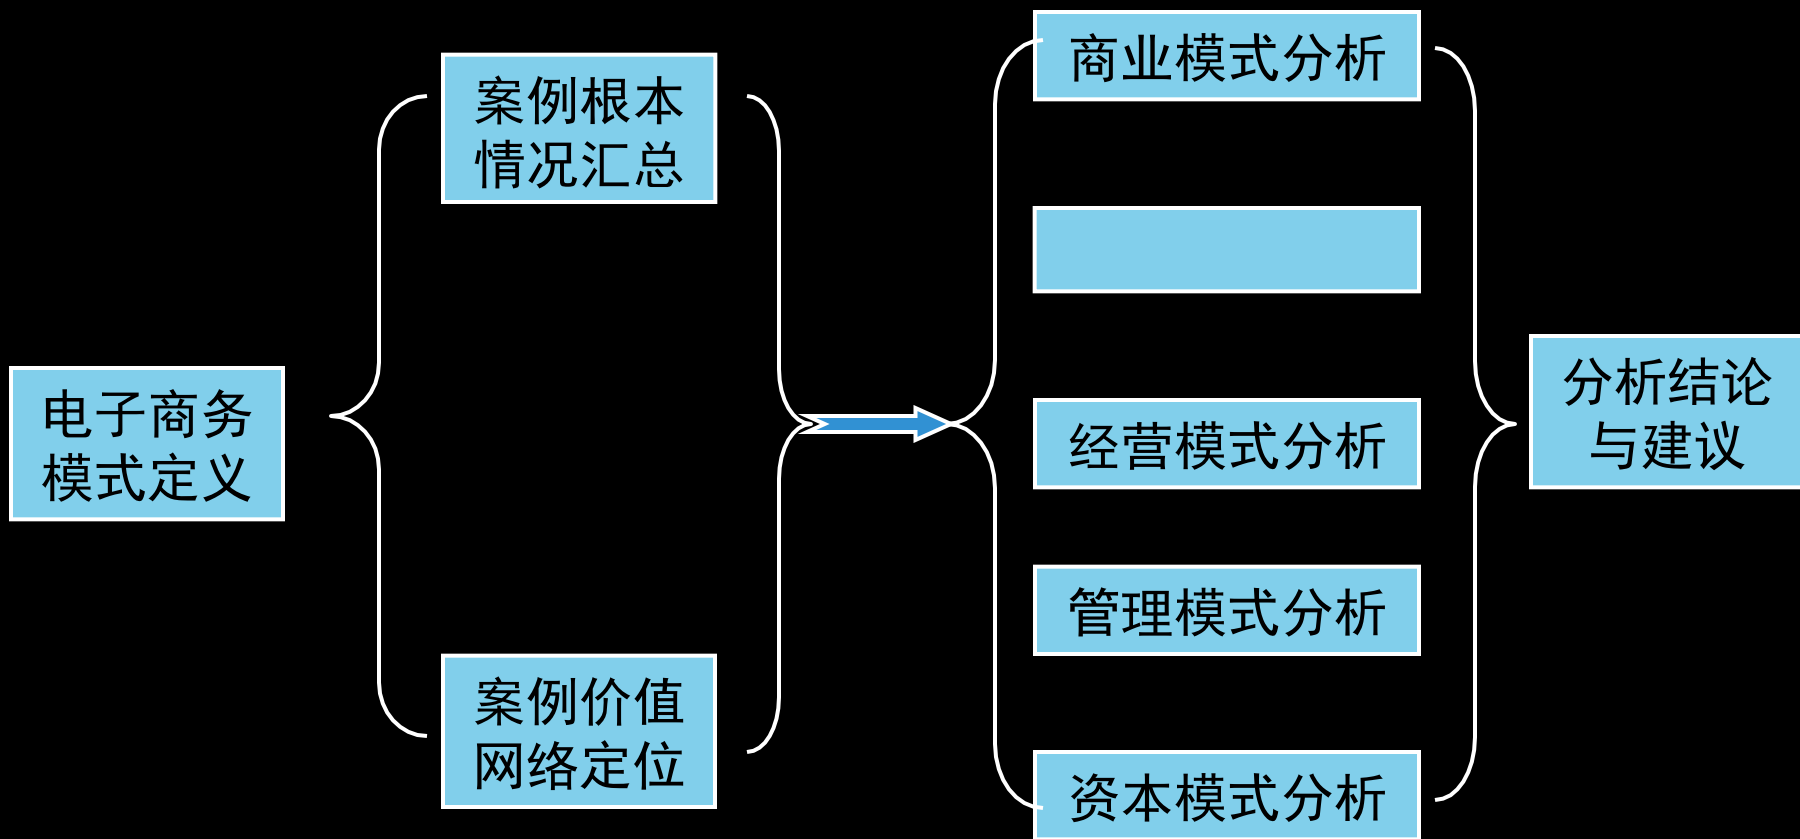 电子商务
模式定义
案例根本
情况汇总
案例价值
网络定位
商业模式分析
经营模式分析
管理模式分析
资本模式分析
分析结论
与建议